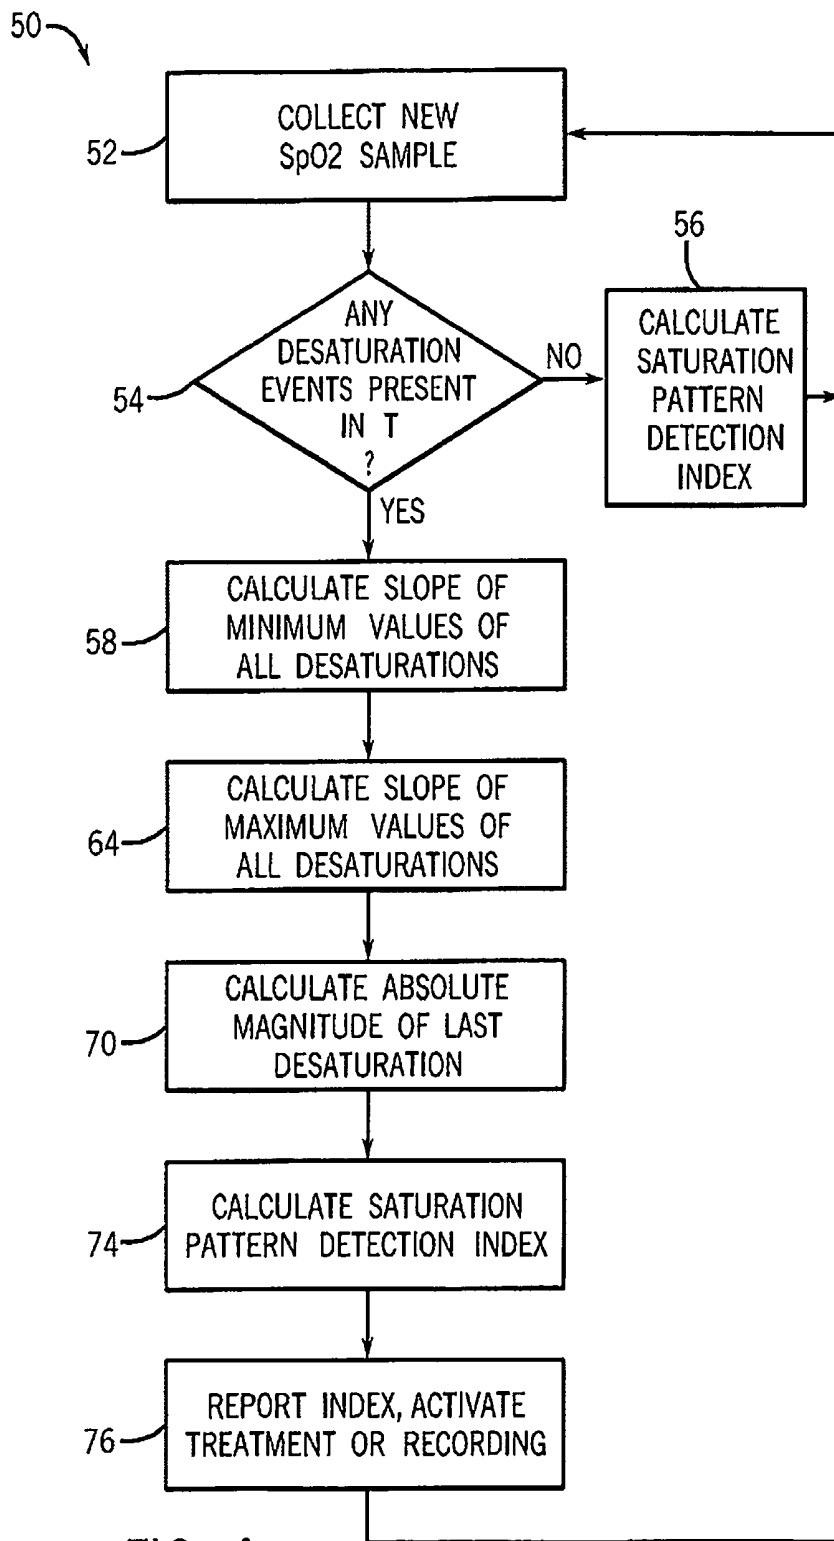 50
COLLECT NEW
SpO2 SAMPLE
52
56
ANY
DESATURATION
EVENTS PRESENT
IN T
?
54
NO
CALCULATE
SATURATION
PATTERN
DETECTION
INDEX
YES
CALCULATE SLOPE OF
MINIMUM VALUES OF
ALL DESATURATIONS
58
CALCULATE SLOPE OF
MAXIMUM VALUES OF
ALL DESATURATIONS
64
CALCULATE ABSOLUTE
MAGNITUDE OF LAST
DESATURATION
70
CALCULATE SATURATION
PATTERN DETECTION INDEX
74
REPORT INDEX, ACTIVATE
TREATMENT OR RECORDING
76